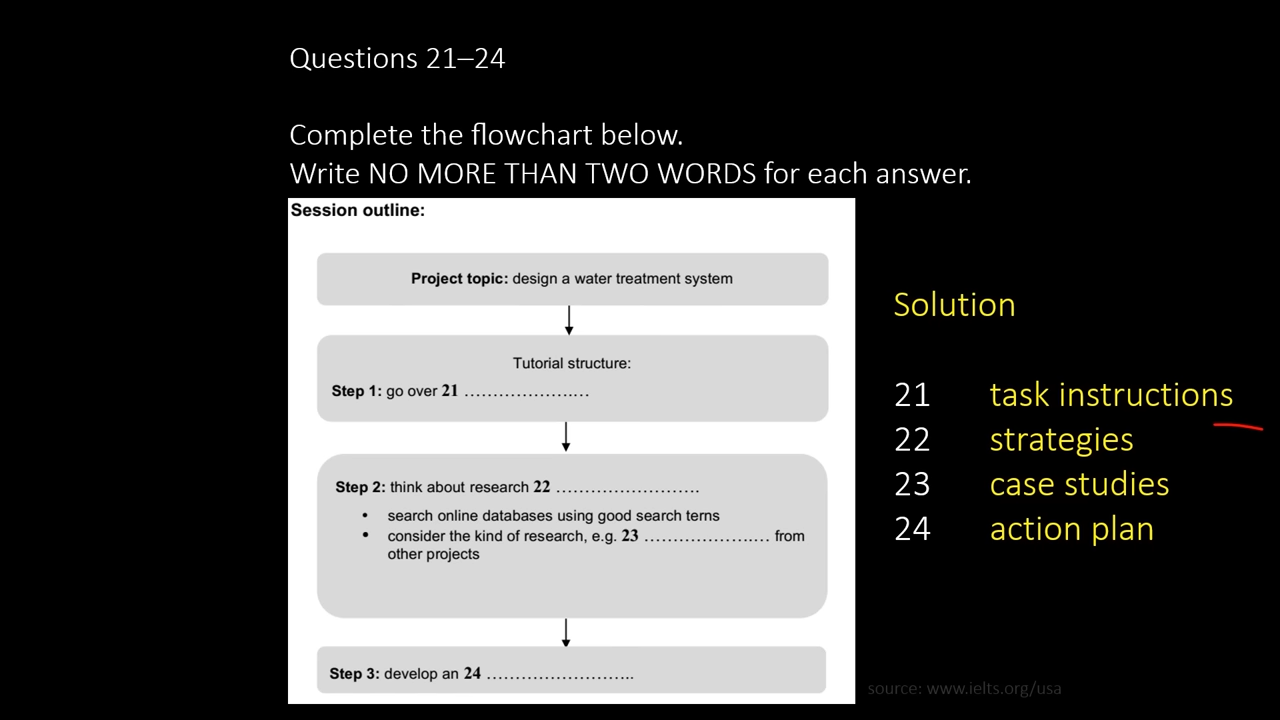 Questions 21–24
Complete the flowchart below.
Write NO MORE THAN TWO WORDS for each answer.
Session outline:
Project topic: design a water treatment system
Tutorial structure:
Step 1: go over 21 ......................
Step 2: think about research 22 .........................
• search online databases using good search terns
• consider the kind of research, e.g. 23 ...................... from
other projects
Step 3: develop an 24 ..........................
Solution
21 task instructions
22 strategies
23 case studies
24 action plan
source: www.ielts.org/usa